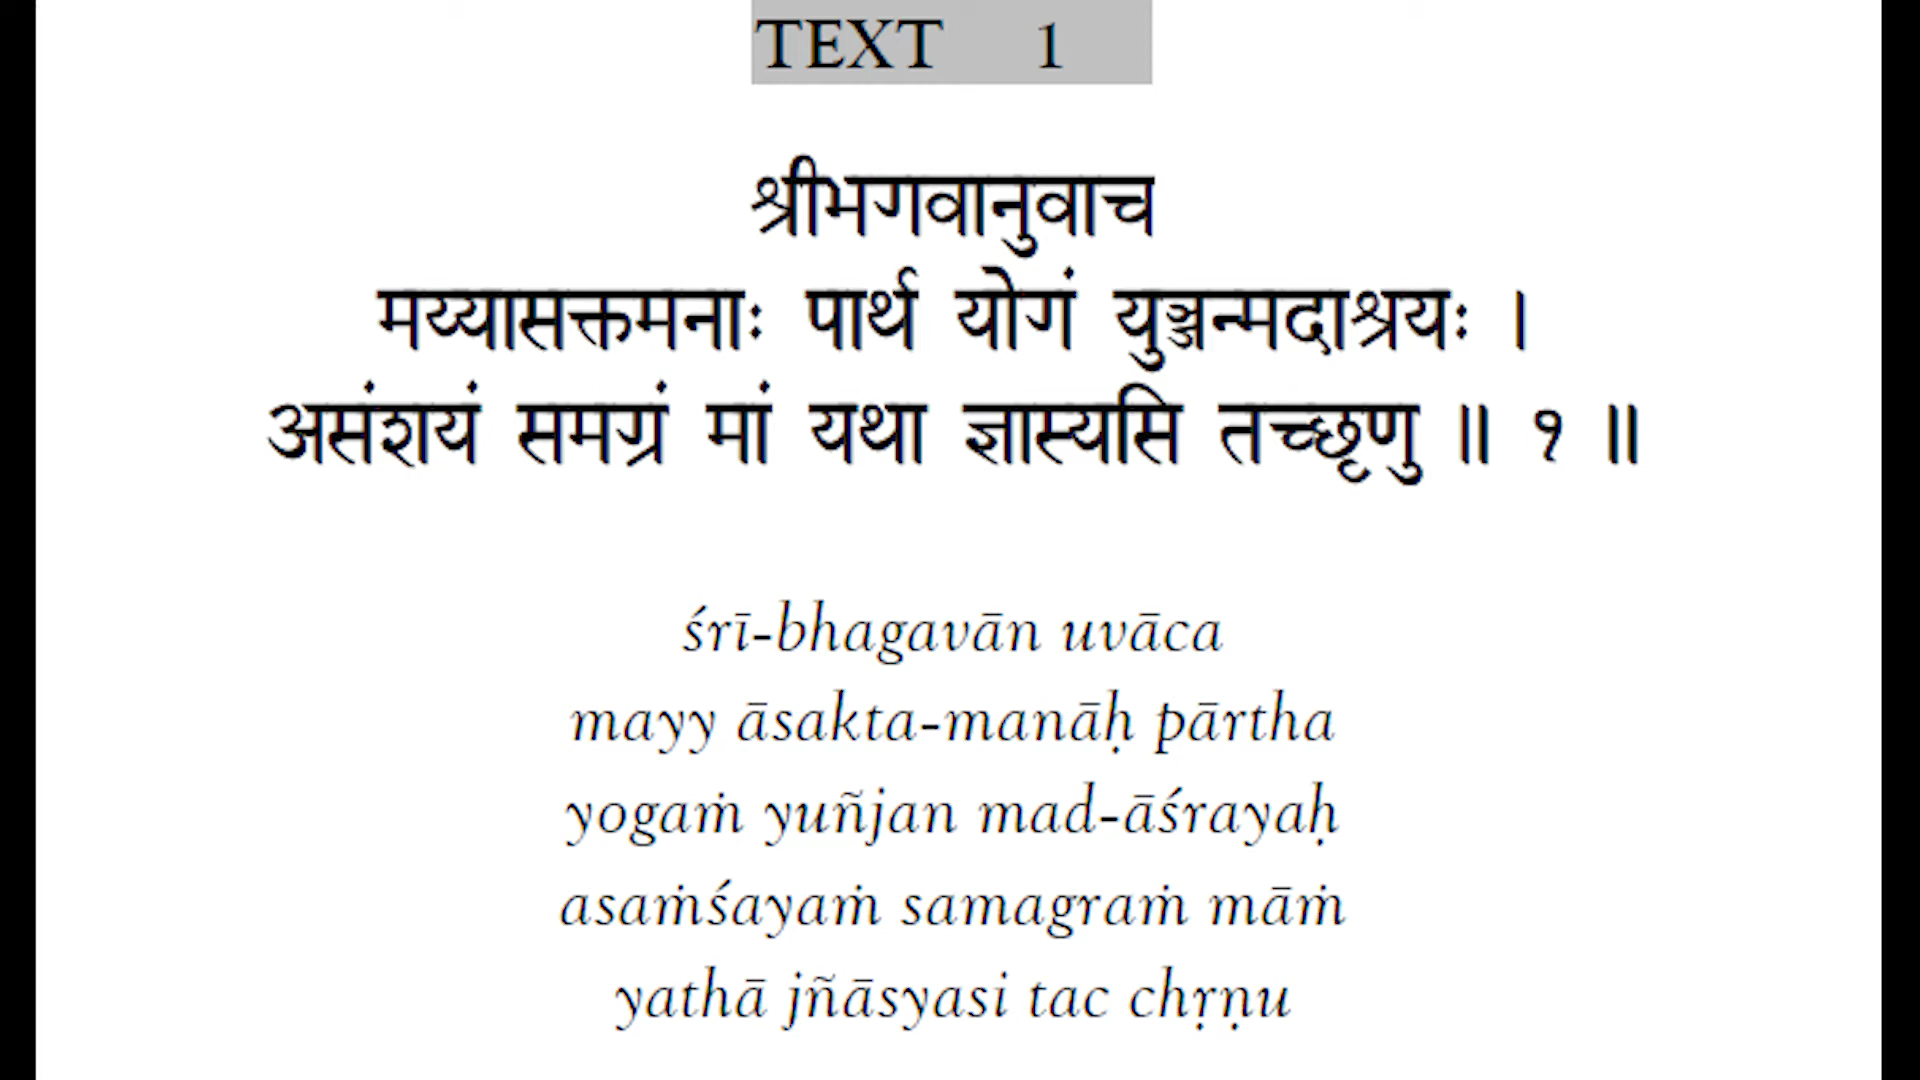 TEXT 1
श्रीभगवानुवाच
मय्यासक्तमनाः पार्थ योगं युञ्जन्मदाश्रयः ।
असंशयं समग्रं मां यथा ज्ञास्यसि तच्छृणु ॥ १ ॥
śrī-bhagavān uvāca
mayy āsakta-manāḥ pārtha
yogaṁ yuñjan mad-āśrayaḥ
asaṁśayaṁ samagraṁ māṁ
yathā jñāsyasi tac chṛṇu